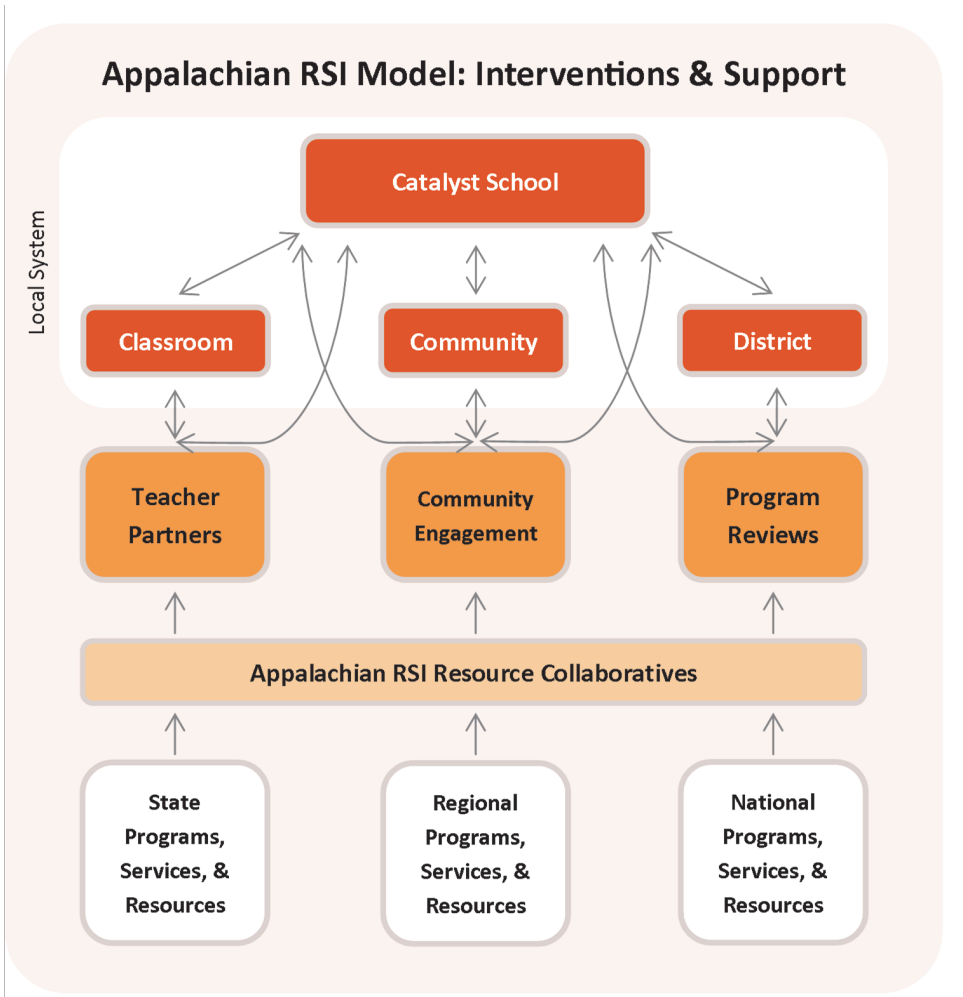 Appalachian RSI Model: Interventions & Support
Local System
Catalyst School
Classroom
Community
District
Teacher
Partners
Community
Engagement
Program
Reviews
Appalachian RSI Resource Collaboratives
State
Programs,
Services, &
Resources
Regional
Programs,
Services, &
Resources
National
Programs,
Services, &
Resources